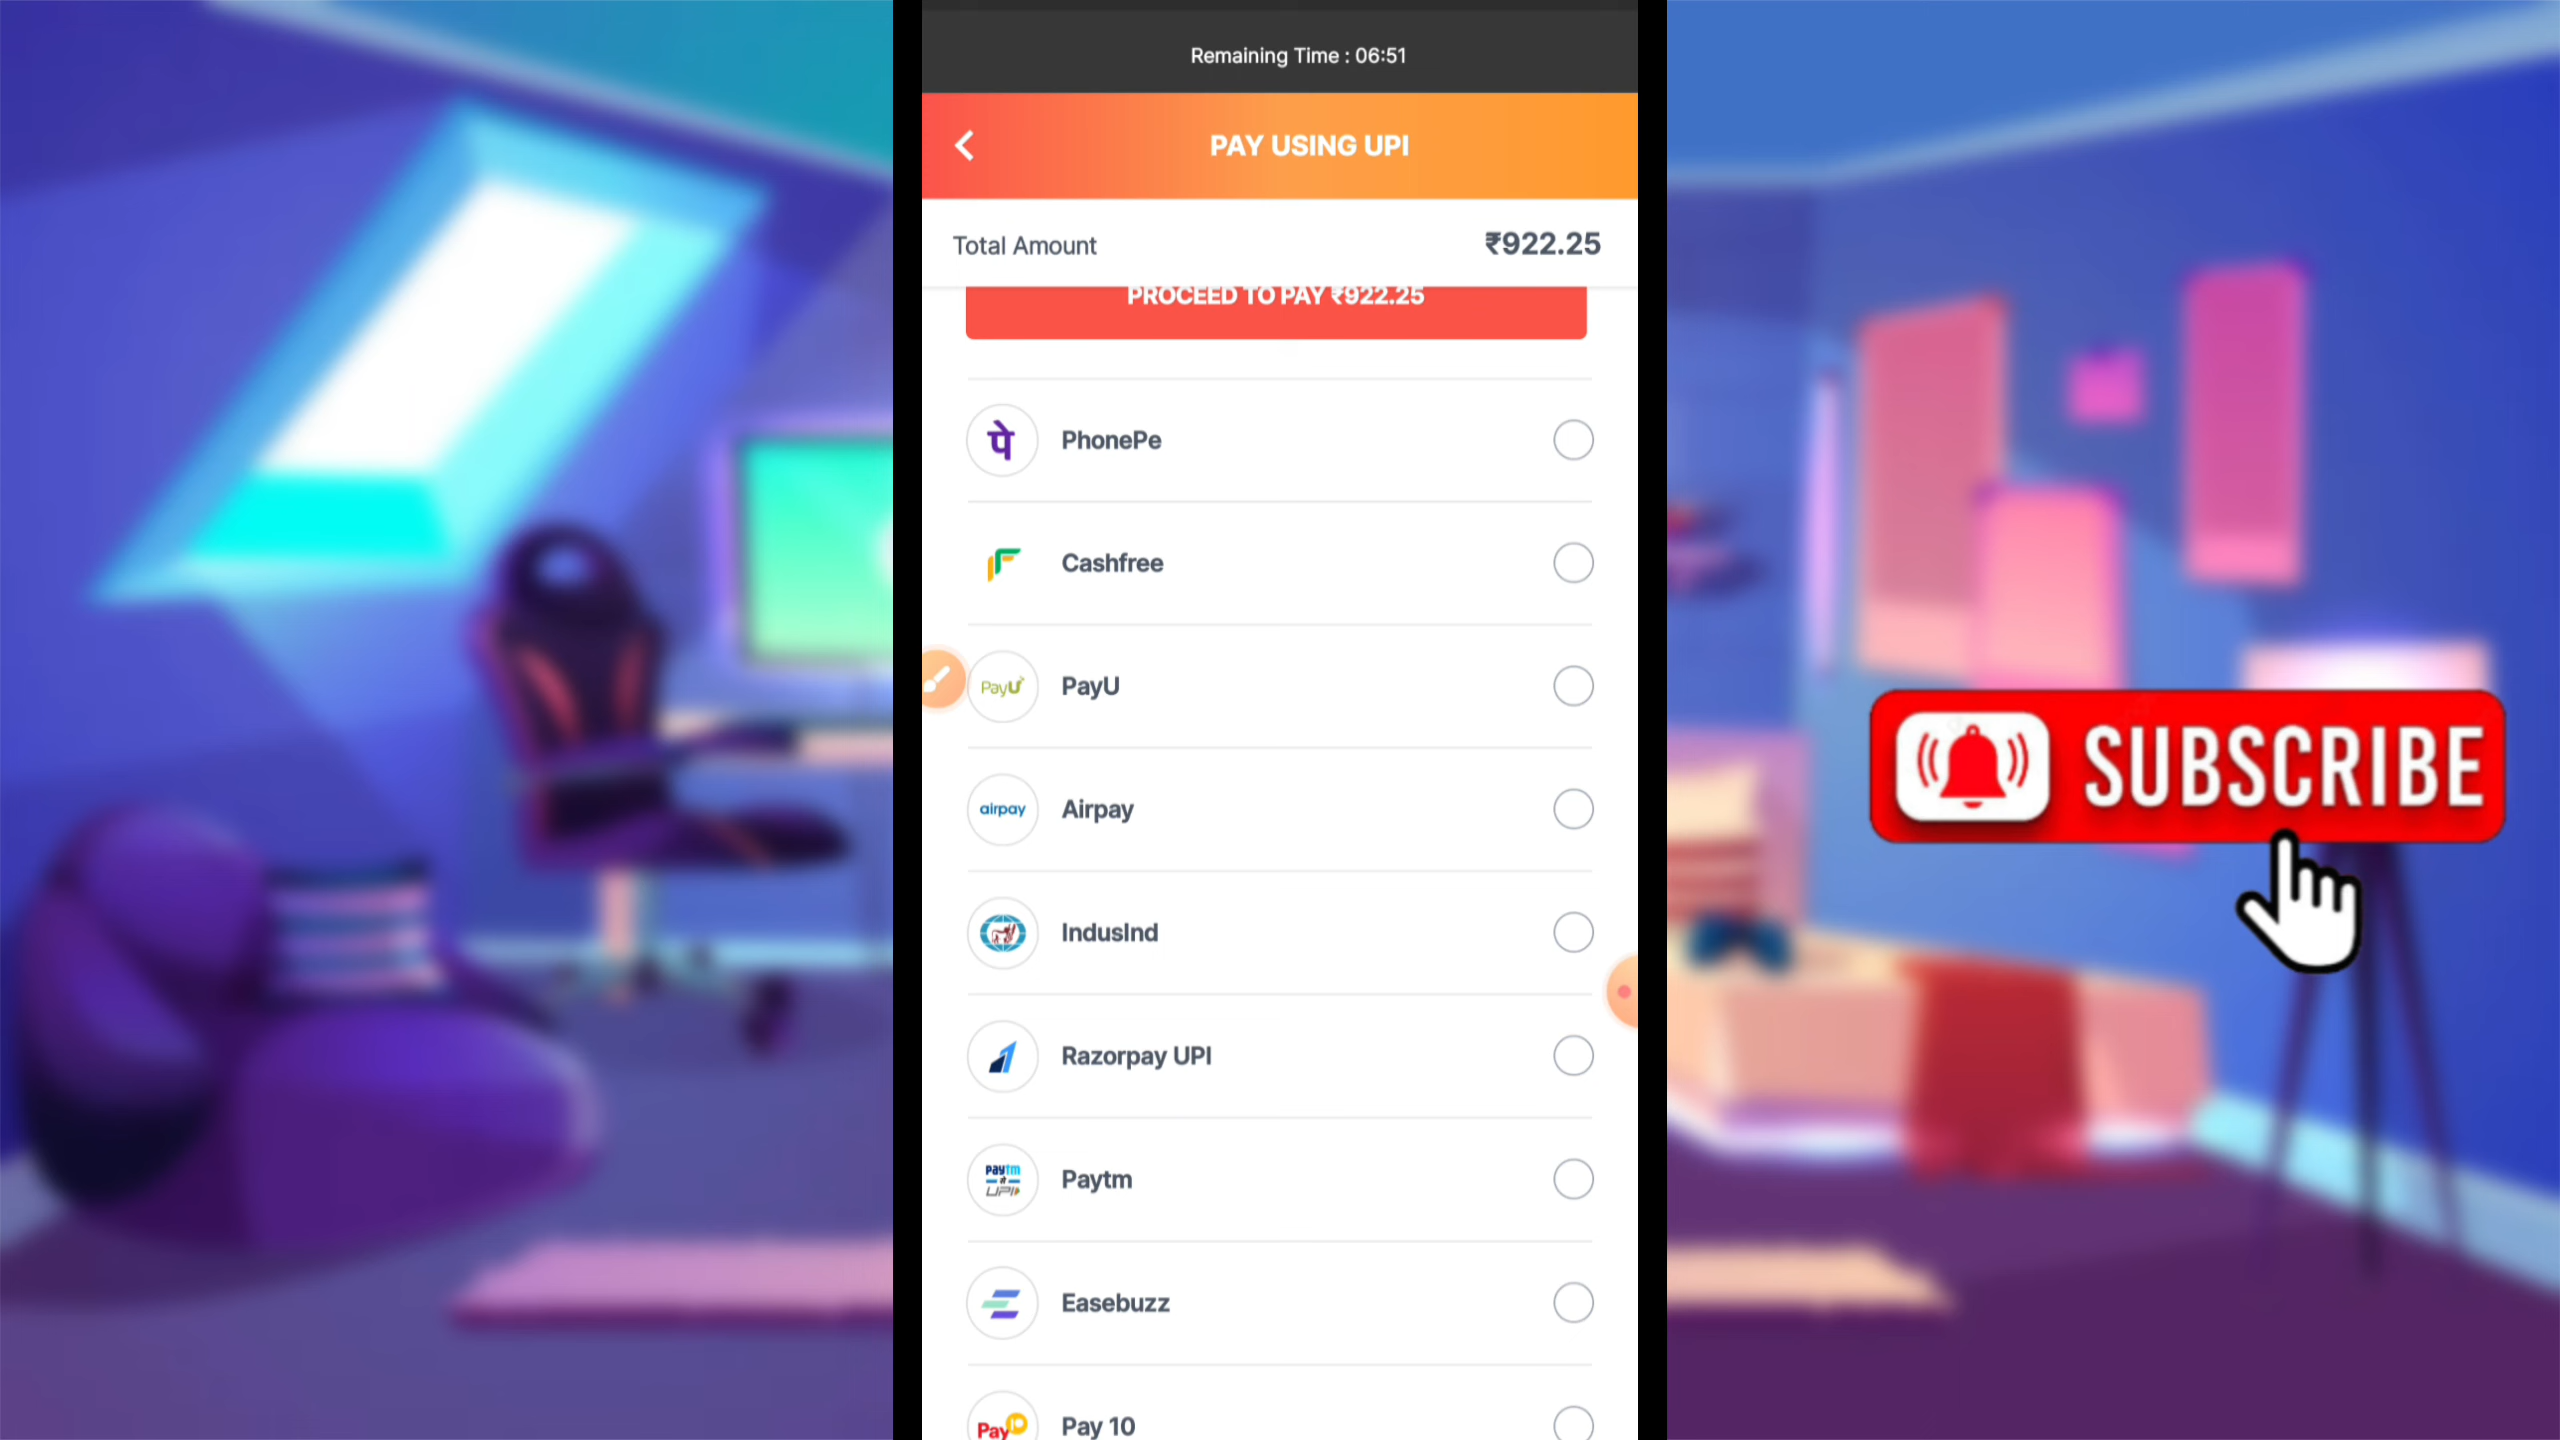 Remaining Time : 06:51
PAY USING UPI
Total Amount ₹922.25
PROCEED TO PAY ₹922.25
पे PhonePe
Cashfree
PayU PayU
airpay Airpay
IndusInd
Razorpay UPI
paytm UPI Paytm
Easebuzz
Pay10 Pay 10
SUBSCRIBE